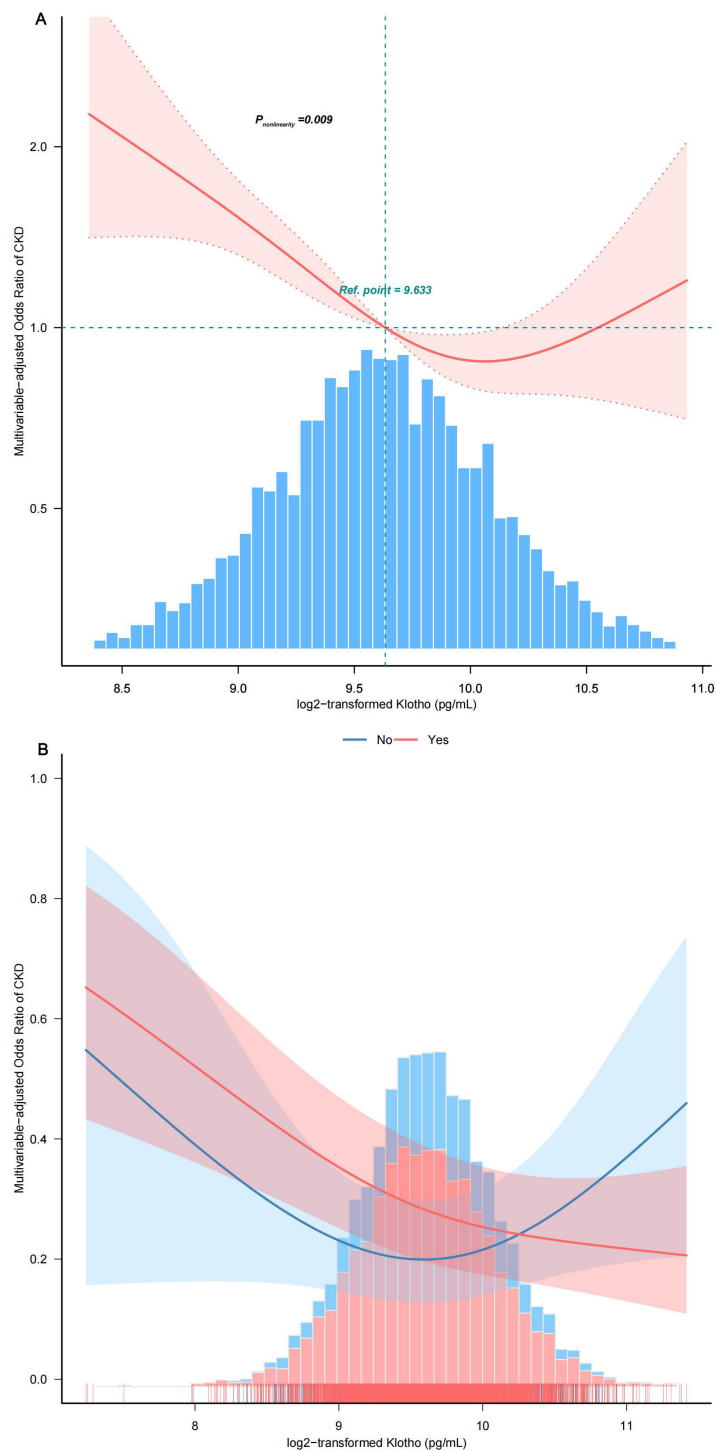 A
Multivariable−adjusted Odds Ratio of CKD
2.0
1.0
0.5
P nonlinearity =0.009
Ref. point = 9.633
8.5 9.0 9.5 10.0 10.5 11.0
log2−transformed Klotho (pg/mL)
B
No Yes
Multivariable−adjusted Odds Ratio of CKD
1.0
0.8
0.6
0.4
0.2
0.0
8 9 10 11
log2−transformed Klotho (pg/mL)